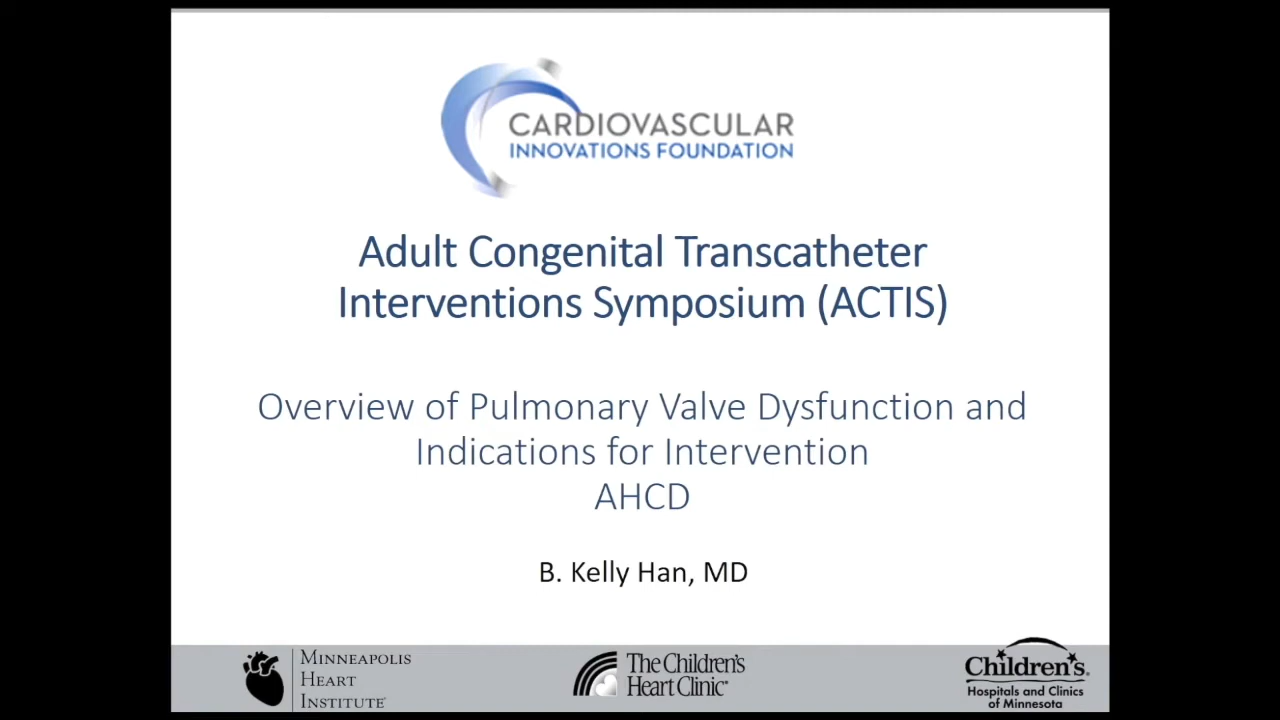 CARDIOVASCULAR
INNOVATIONS FOUNDATION
Adult Congenital Transcatheter
Interventions Symposium (ACTIS)
Overview of Pulmonary Valve Dysfunction and
Indications for Intervention
AHCD
B. Kelly Han, MD
MINNEAPOLIS
HEART
INSTITUTE®
The Children's
Heart Clinic
Children's.
Hospitals and Clinics
of Minnesota